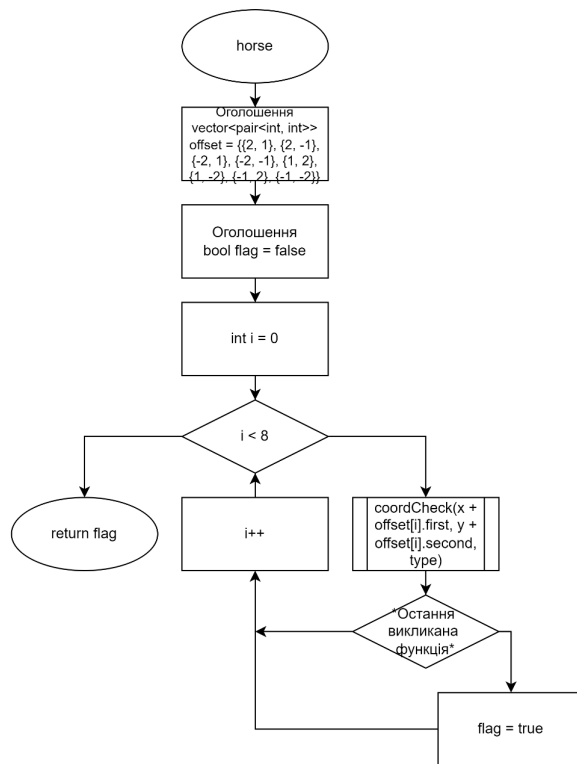 horse
Оголошення
vector<pair<int, int>>
offset = {{2, 1}, {2, -1},
{-2, 1}, {-2, -1}, {1, 2},
{1, -2}, {-1, 2}, {-1, -2}}
Оголошення
bool flag = false
int i = 0
i < 8
return flag
i++
coordCheck(x +
offset[i].first, y +
offset[i].second,
type)
*Остання
викликана
функція*
flag = true